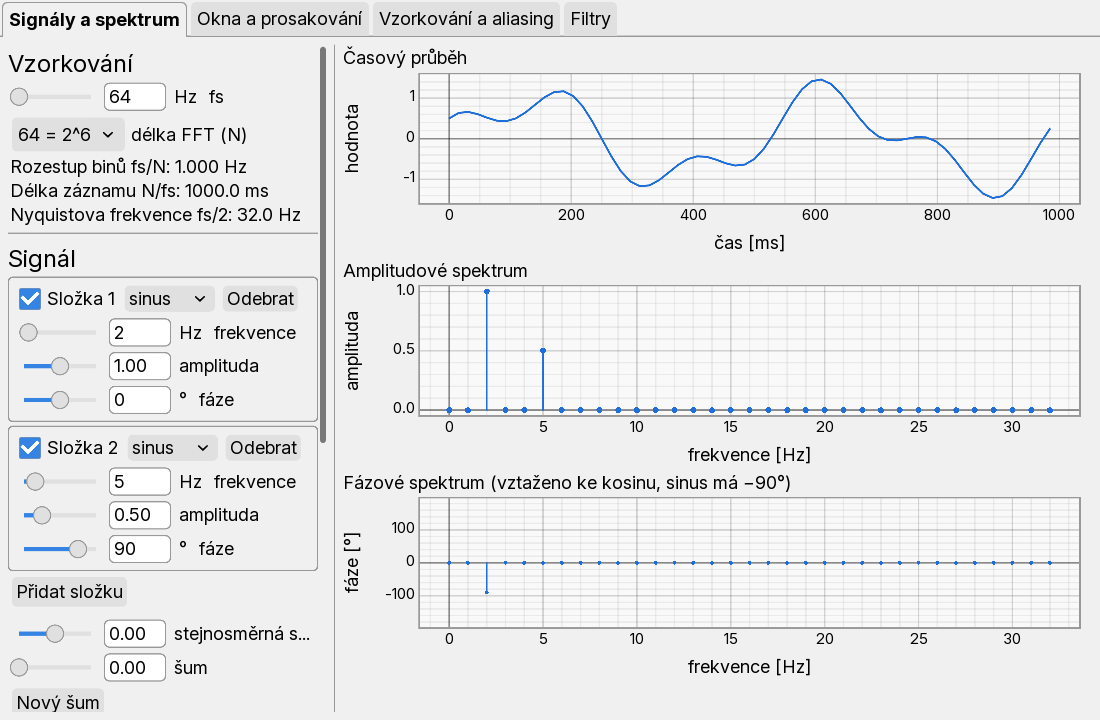 Signály a spektrum Okna a prosakování Vzorkování a aliasing Filtry
Vzorkování
64 Hz fs
64 = 2^6 délka FFT (N)
Rozestup binů fs/N: 1.000 Hz
Délka záznamu N/fs: 1000.0 ms
Nyquistova frekvence fs/2: 32.0 Hz
Signál
Složka 1 sinus Odebrat
2 Hz frekvence
1.00 amplituda
0 ° fáze
Složka 2 sinus Odebrat
5 Hz frekvence
0.50 amplituda
90 ° fáze
Přidat složku
0.00 stejnosměrná s...
0.00 šum
Nový šum
Časový průběh
hodnota
1
0
-1
0 200 400 600 800 1000
čas [ms]
Amplitudové spektrum
amplituda
1.0
0.5
0.0
0 5 10 15 20 25 30
frekvence [Hz]
Fázové spektrum (vztaženo ke kosinu, sinus má −90°)
fáze [°]
100
0
-100
0 5 10 15 20 25 30
frekvence [Hz]